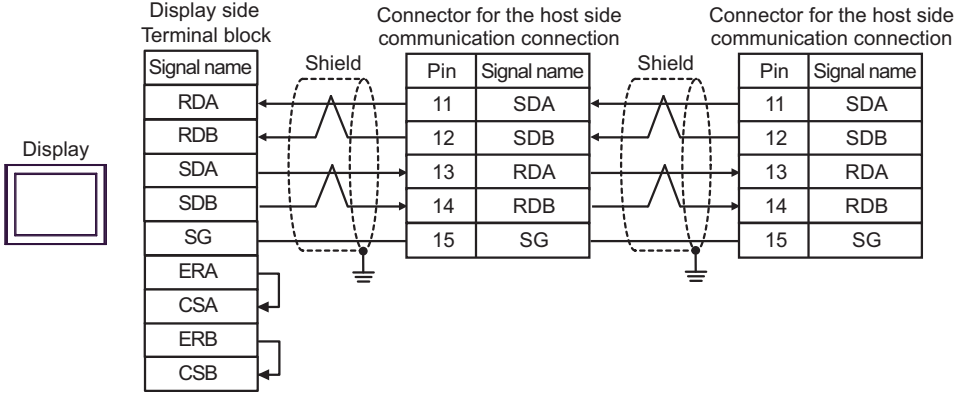 Display side
Terminal block
Connector for the host side
communication connection
Connector for the host side
communication connection
Signal name
Shield
Pin Signal name
Shield
Pin Signal name
RDA 11 SDA 11 SDA
RDB 12 SDB 12 SDB
Display
SDA 13 RDA 13 RDA
SDB 14 RDB 14 RDB
SG 15 SG 15 SG
ERA
CSA
ERB
CSB